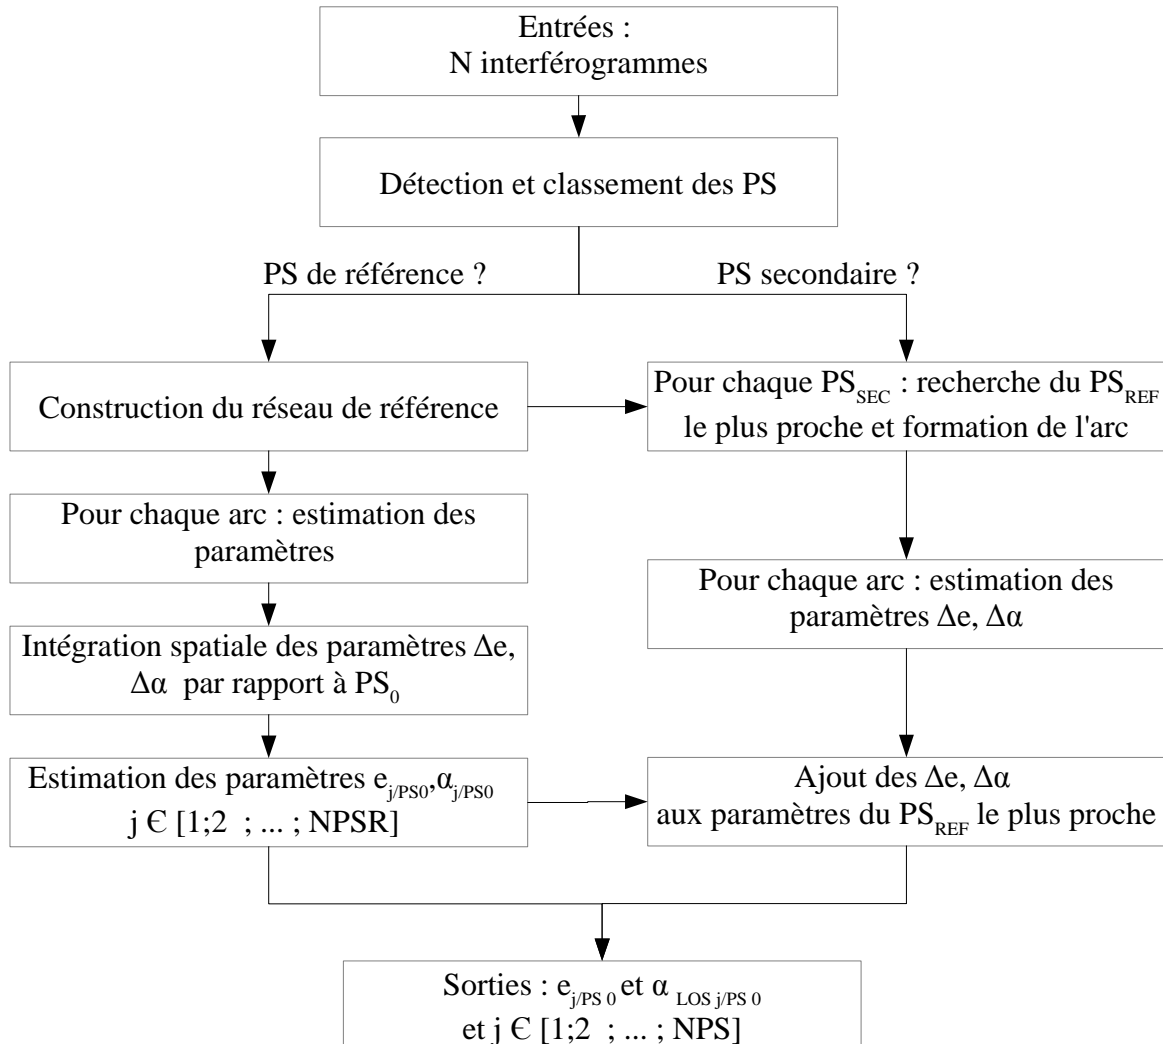 Entrées :
N interférogrammes
Détection et classement des PS
PS de référence ?
PS secondaire ?
Construction du réseau de référence
Pour chaque PS_SEC : recherche du PS_REF
le plus proche et formation de l'arc
Pour chaque arc : estimation des
paramètres
Pour chaque arc : estimation des
paramètres Δe, Δα
Intégration spatiale des paramètres Δe,
Δα par rapport à PS_0
Estimation des paramètres e_j/PS0,α_j/PS0
j Є [1;2 ; ... ; NPSR]
Ajout des Δe, Δα
aux paramètres du PS_REF le plus proche
Sorties : e_j/PS 0 et α_LOS j/PS 0
et j Є [1;2 ; ... ; NPS]